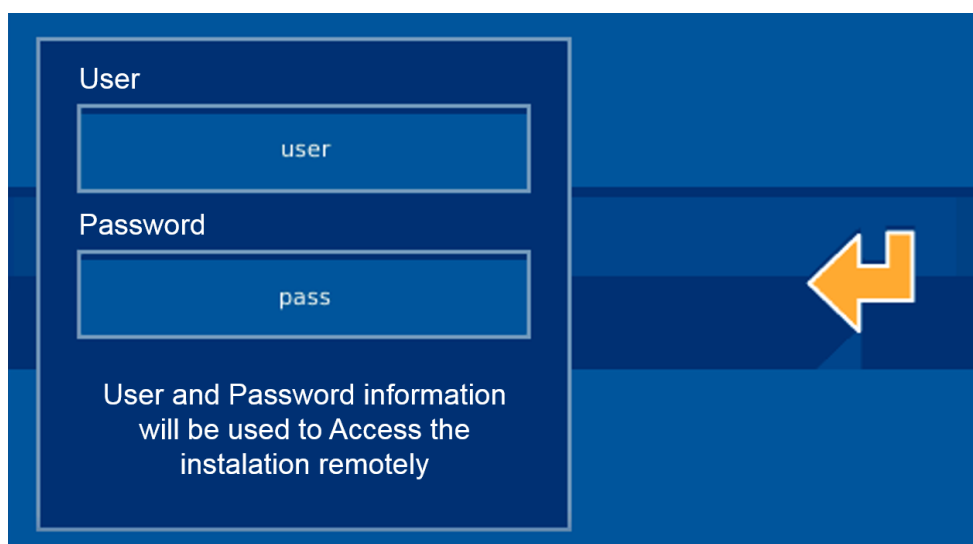 User
user
Password
pass
User and Password information
will be used to Access the
instalation remotely